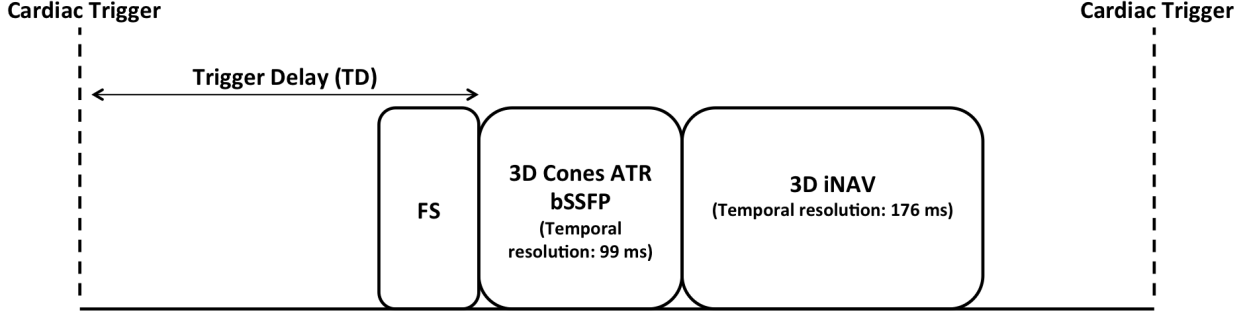 Cardiac Trigger
Cardiac Trigger
Trigger Delay (TD)
FS
3D Cones ATR
bSSFP
(Temporal
resolution: 99 ms)
3D iNAV
(Temporal resolution: 176 ms)